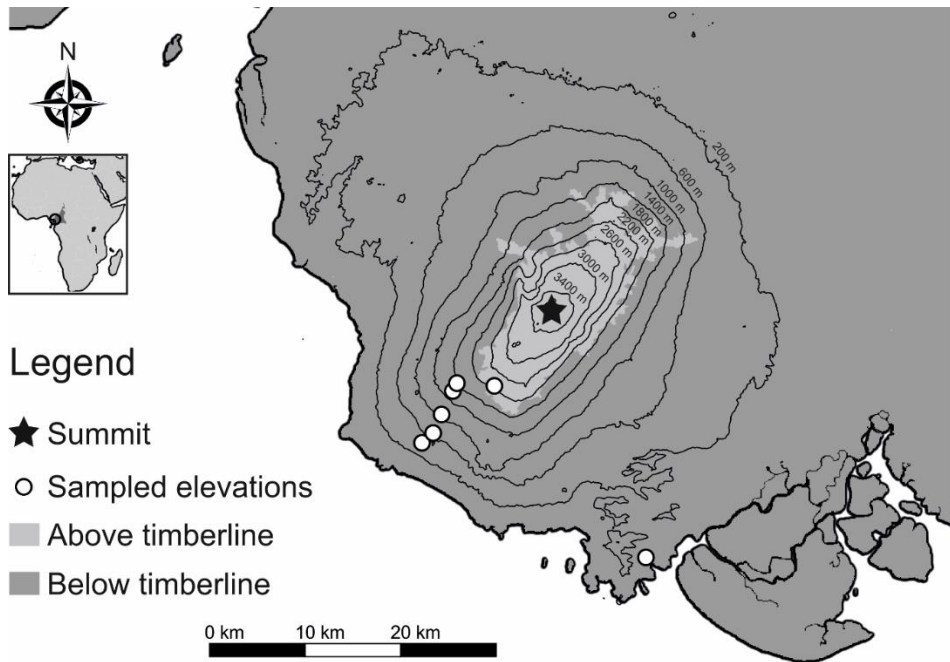 N
200 m
600 m
1000 m
1400 m
1800 m
2200 m
2600 m
3000 m
3400 m
Legend
Summit
Sampled elevations
Above timberline
Below timberline
0 km 10 km 20 km